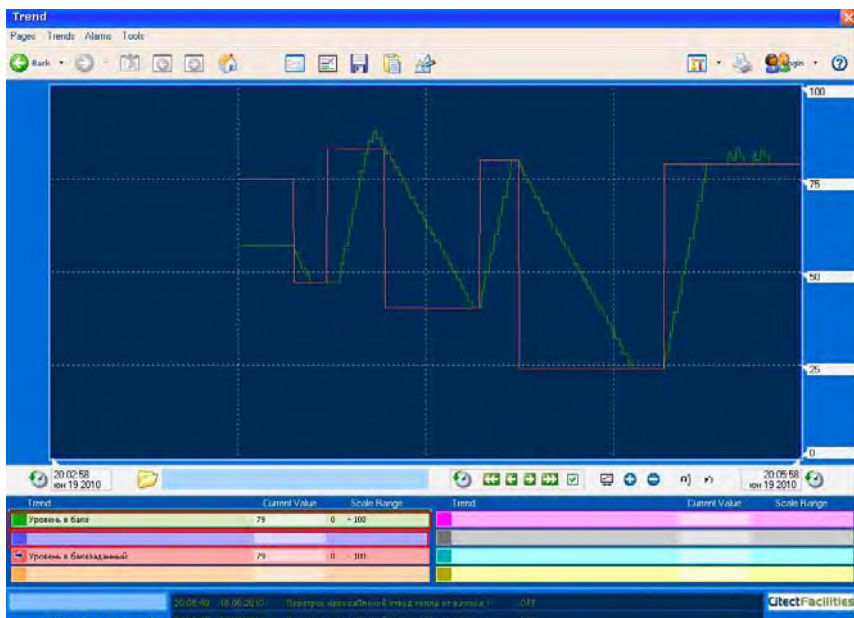 Trend
Pages Trends Alarms Tools
Back
100
75
50
25
0
20:02:58
июн 19 2010
20:05:58
июн 19 2010
Trend Current Value Scale Range Trend Current Value Scale Range
Уровень в баке 79 0 - 100
Уровень в баке заданный 79 0 - 100
OFF
CitectFacilities